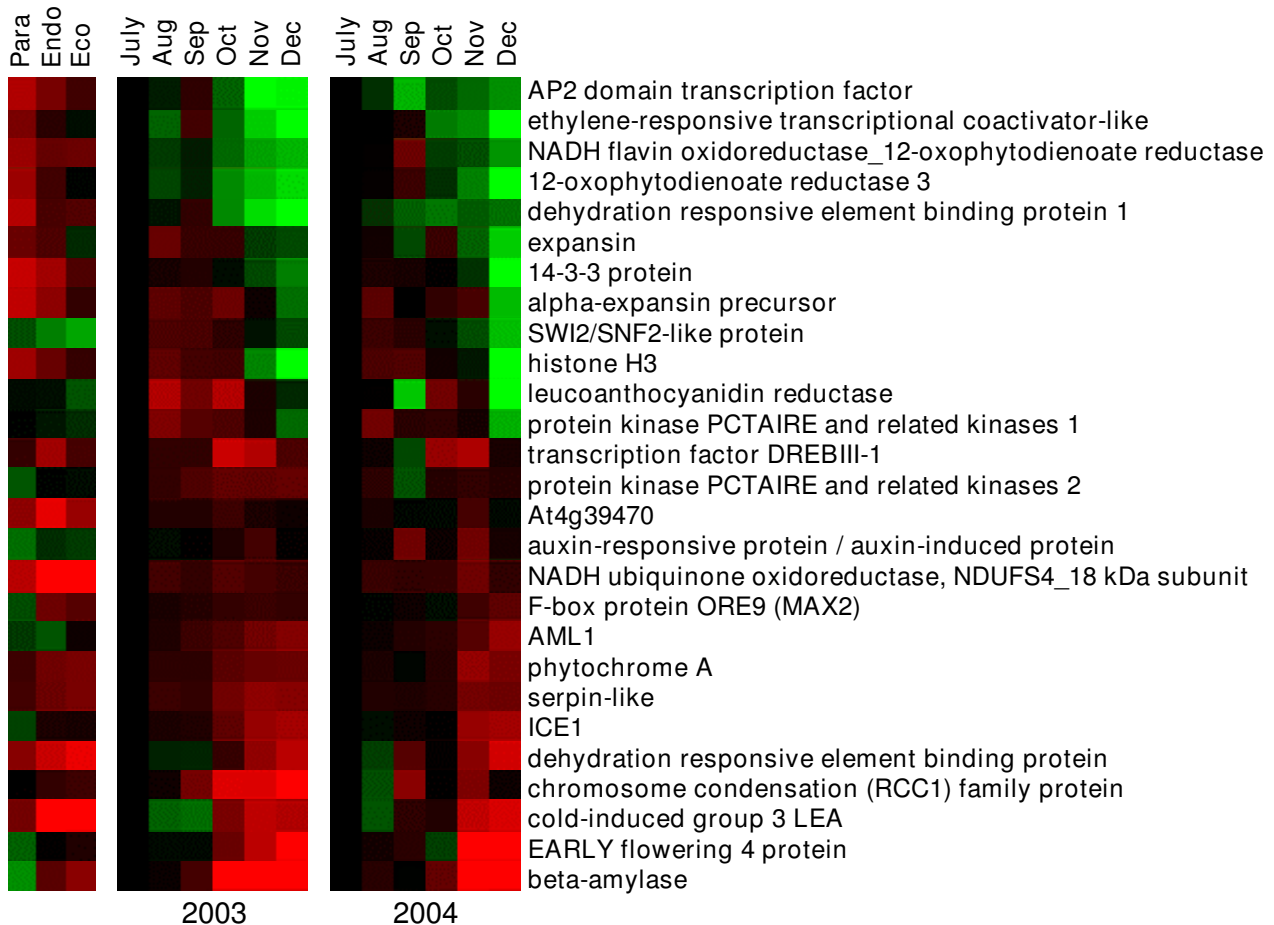 Para Endo Eco July Aug Sep Oct Nov Dec July Aug Sep Oct Nov Dec
AP2 domain transcription factor
ethylene-responsive transcriptional coactivator-like
NADH flavin oxidoreductase_12-oxophytodienoate reductase
12-oxophytodienoate reductase 3
dehydration responsive element binding protein 1
expansin
14-3-3 protein
alpha-expansin precursor
SWI2/SNF2-like protein
histone H3
leucoanthocyanidin reductase
protein kinase PCTAIRE and related kinases 1
transcription factor DREBIII-1
protein kinase PCTAIRE and related kinases 2
At4g39470
auxin-responsive protein / auxin-induced protein
NADH ubiquinone oxidoreductase, NDUFS4_18 kDa subunit
F-box protein ORE9 (MAX2)
AML1
phytochrome A
serpin-like
ICE1
dehydration responsive element binding protein
chromosome condensation (RCC1) family protein
cold-induced group 3 LEA
EARLY flowering 4 protein
beta-amylase
2003 2004